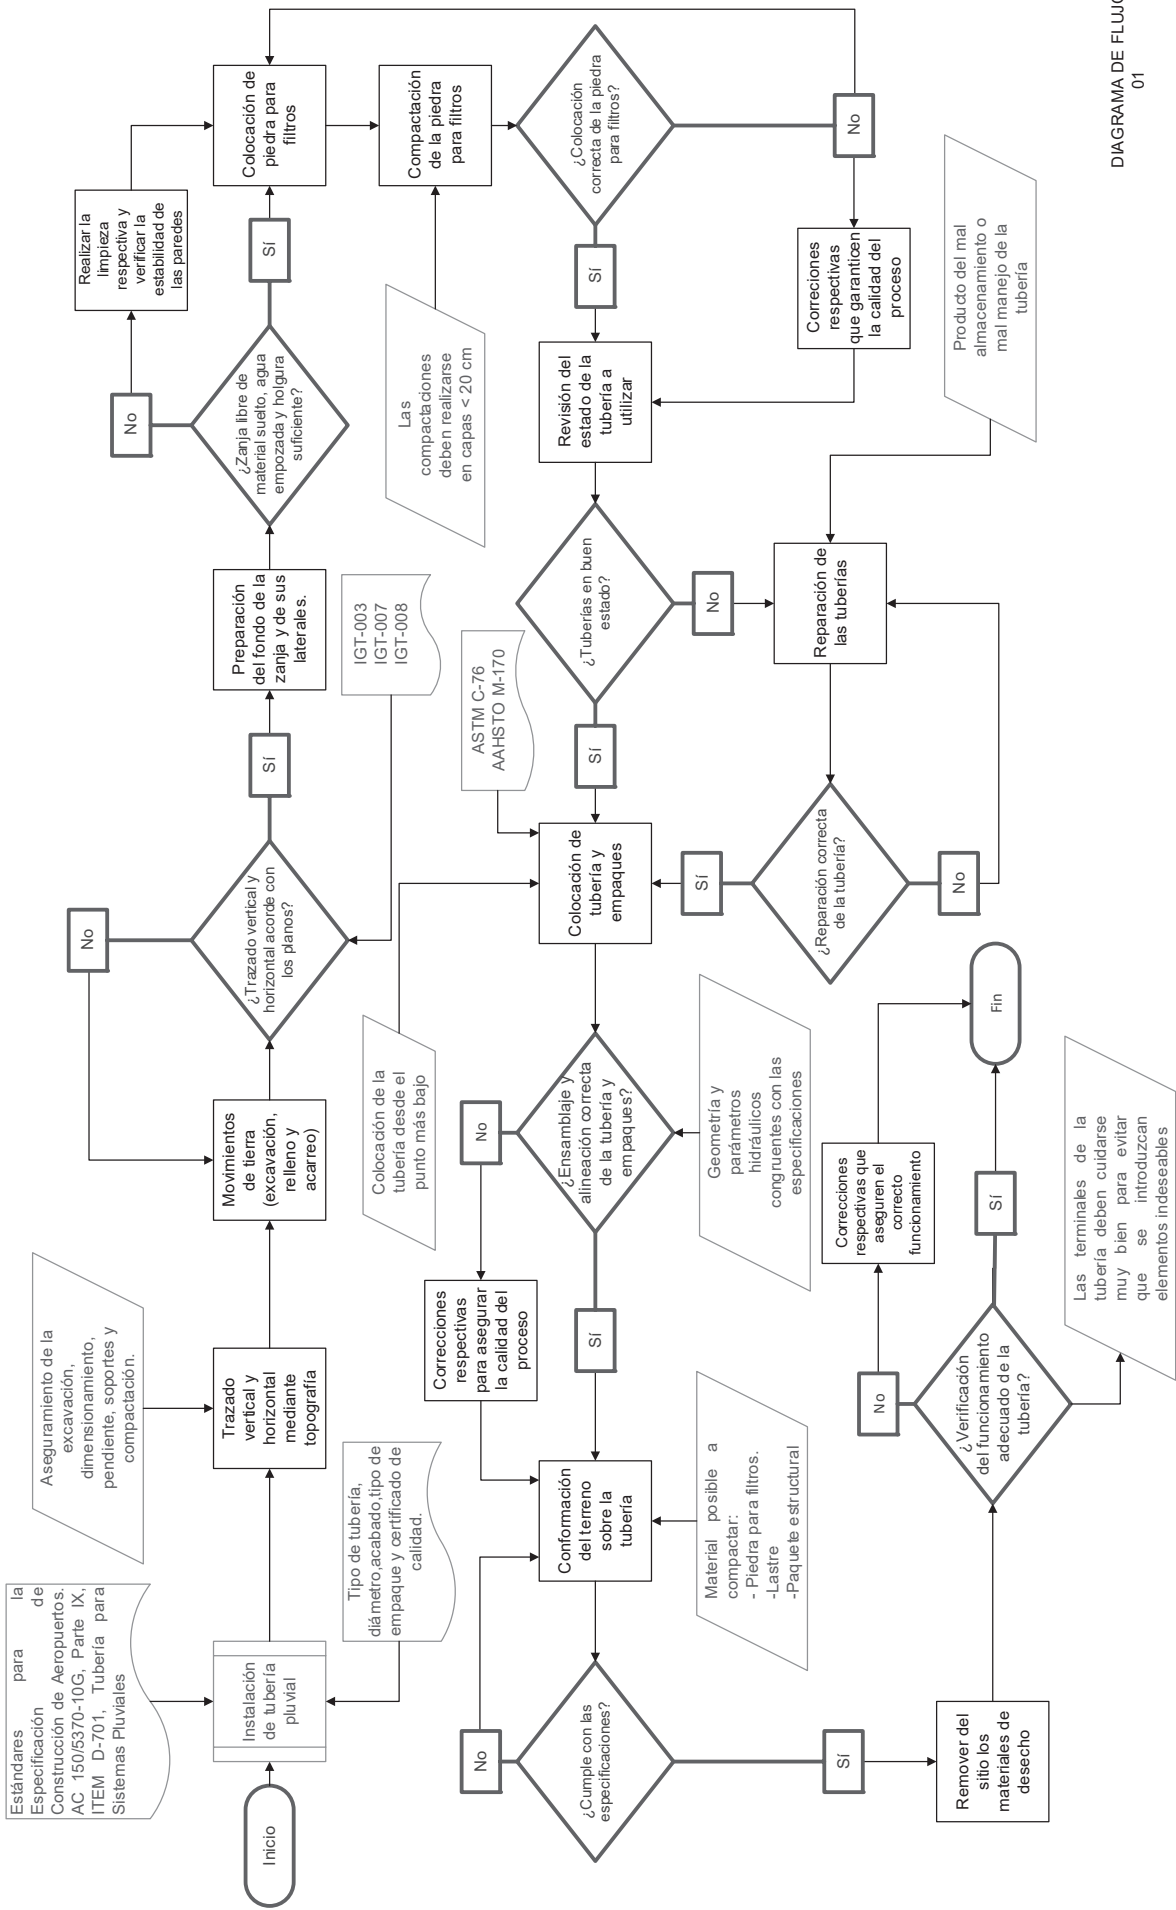 Inicio
Estándares para la
Especificación de
Construcción de Aeropuertos.
AC 150/5370-10G, Parte IX,
ITEM D-701, Tubería para
Sistemas Pluviales
Instalación
de tubería
pluvial
Tipo de tubería,
diámetro,acabado,tipo de
empaque y certificado de
calidad.
Aseguramiento de la
excavación,
dimensionamiento,
pendiente, soportes y
compactación.
Trazado
vertical y
horizontal
mediante
topografía
Movimientos
de tierra
(excavación,
relleno y
acarreo)
No
¿Trazado vertical y
horizontal acorde con
los planos?
IGT-003
IGT-007
IGT-008
Sí
Preparación
del fondo de la
zanja y de sus
laterales.
¿Zanja libre de
material suelto, agua
empozada y holgura
suficiente?
No
Realizar la
limpieza
respectiva y
verificar la
estabilidad de
las paredes
Sí
Colocación de
piedra para
filtros
Compactación
de la piedra
para filtros
Las
compactaciones
deben realizarse
en capas < 20 cm
¿Colocación
correcta de la piedra
para filtros?
No
Correciones
respectivas
que garanticen
la calidad del
proceso
Sí
Revisión del
estado de la
tubería a
utilizar
¿Tuberías en buen
estado?
No
Producto del mal
almacenamiento o
mal manejo de la
tubería
Reparación de
las tuberías
¿Reparación correcta
de la tubería?
No
Sí
Sí
ASTM C-76
AAHSTO M-170
Colocación de la
tubería desde el
punto más bajo
Colocación de
tubería y
empaques
¿Ensamblaje y
alineación correcta
de la tubería y
empaques?
Geometría y
parámetros
hidráulicos
congruentes con las
especificaciones
No
Correcciones
respectivas
para asegurar
la calidad del
proceso
Sí
Conformación
del terreno
sobre la
tubería
Material posible a
compactar:
- Piedra para filtros.
-Lastre
-Paquete estructural
¿Cumple con las
especificaciones?
No
Sí
Remover del
sitio los
materiales de
desecho
¿Verificación
del funcionamiento
adecuado de la
tubería?
No
Correcciones
respectivas que
aseguren el
correcto
funcionamiento
Sí
Las terminales de la
tubería deben cuidarse
muy bien para evitar
que se introduzcan
elementos indeseables
Fin
DIAGRAMA DE FLUJO
01